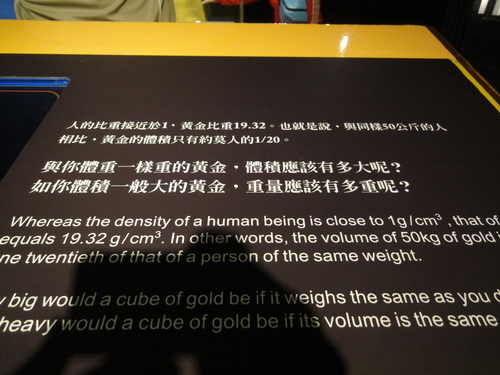 人的比重接近於1，黃金比重19.32。也就是說，與同樣50公斤的人
相比，黃金的體積只有約莫人的1/20。
與你體重一樣重的黃金，體積應該有多大呢？
如你體積一般大的黃金，重量應該有多重呢？
Whereas the density of a human being is close to 1g/cm³, that of
equals 19.32 g/cm³. In other words, the volume of 50kg of gold i
ne twentieth of that of a person of the same weight.
y big would a cube of gold be if it weighs the same as you d
heavy would a cube of gold be if its volume is the same